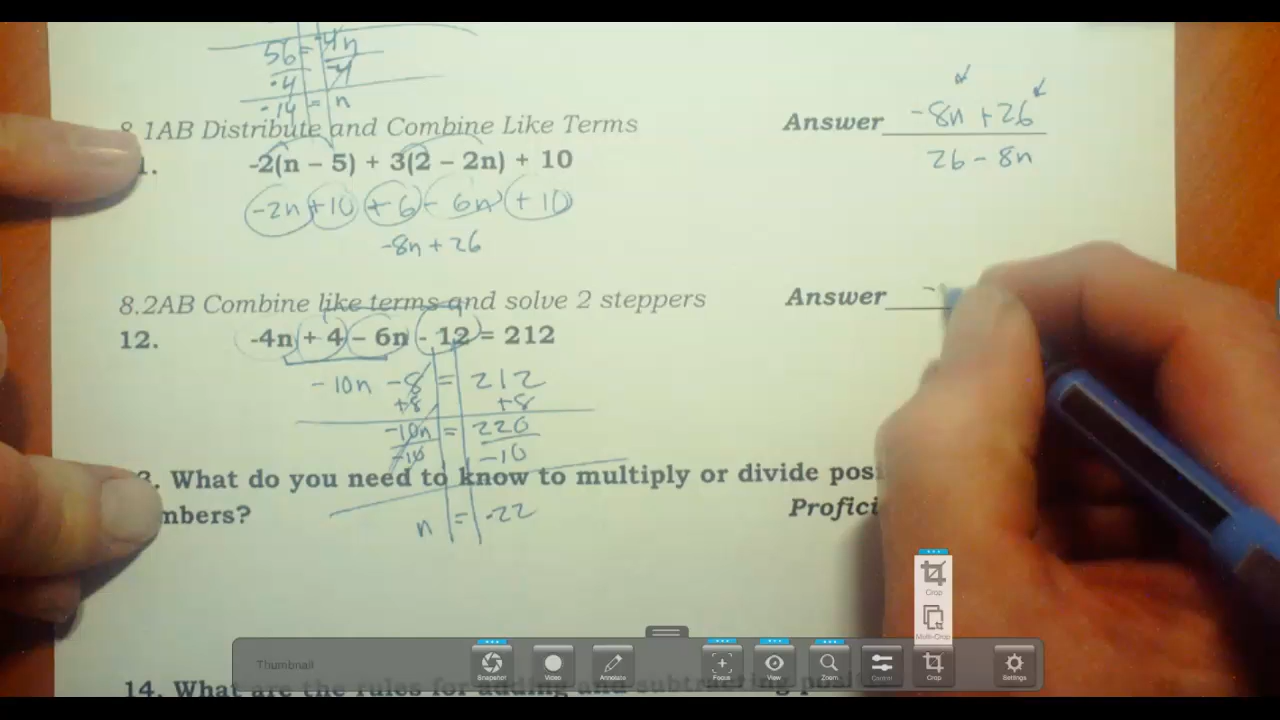 56 = -4n
-4 -4
-14 = n
8.1AB Distribute and Combine Like Terms
Answer -8n + 26
26 - 8n
1. -2(n – 5) + 3(2 – 2n) + 10
-2n +10 +6 - 6n + 10
-8n + 26
8.2AB Combine like terms and solve 2 steppers
Answer
12. -4n + 4 – 6n - 12 = 212
-10n -8 = 212
+8 +8
-10n = 220
-10 -10
3. What do you need to know to multiply or divide posi
mbers? Profici
n = -22
Crop
Multi-Crop
Thumbnail
Snapshot Video Annotate Focus View Zoom Control Crop Settings
14. What are the rules for adding and subtracting posit